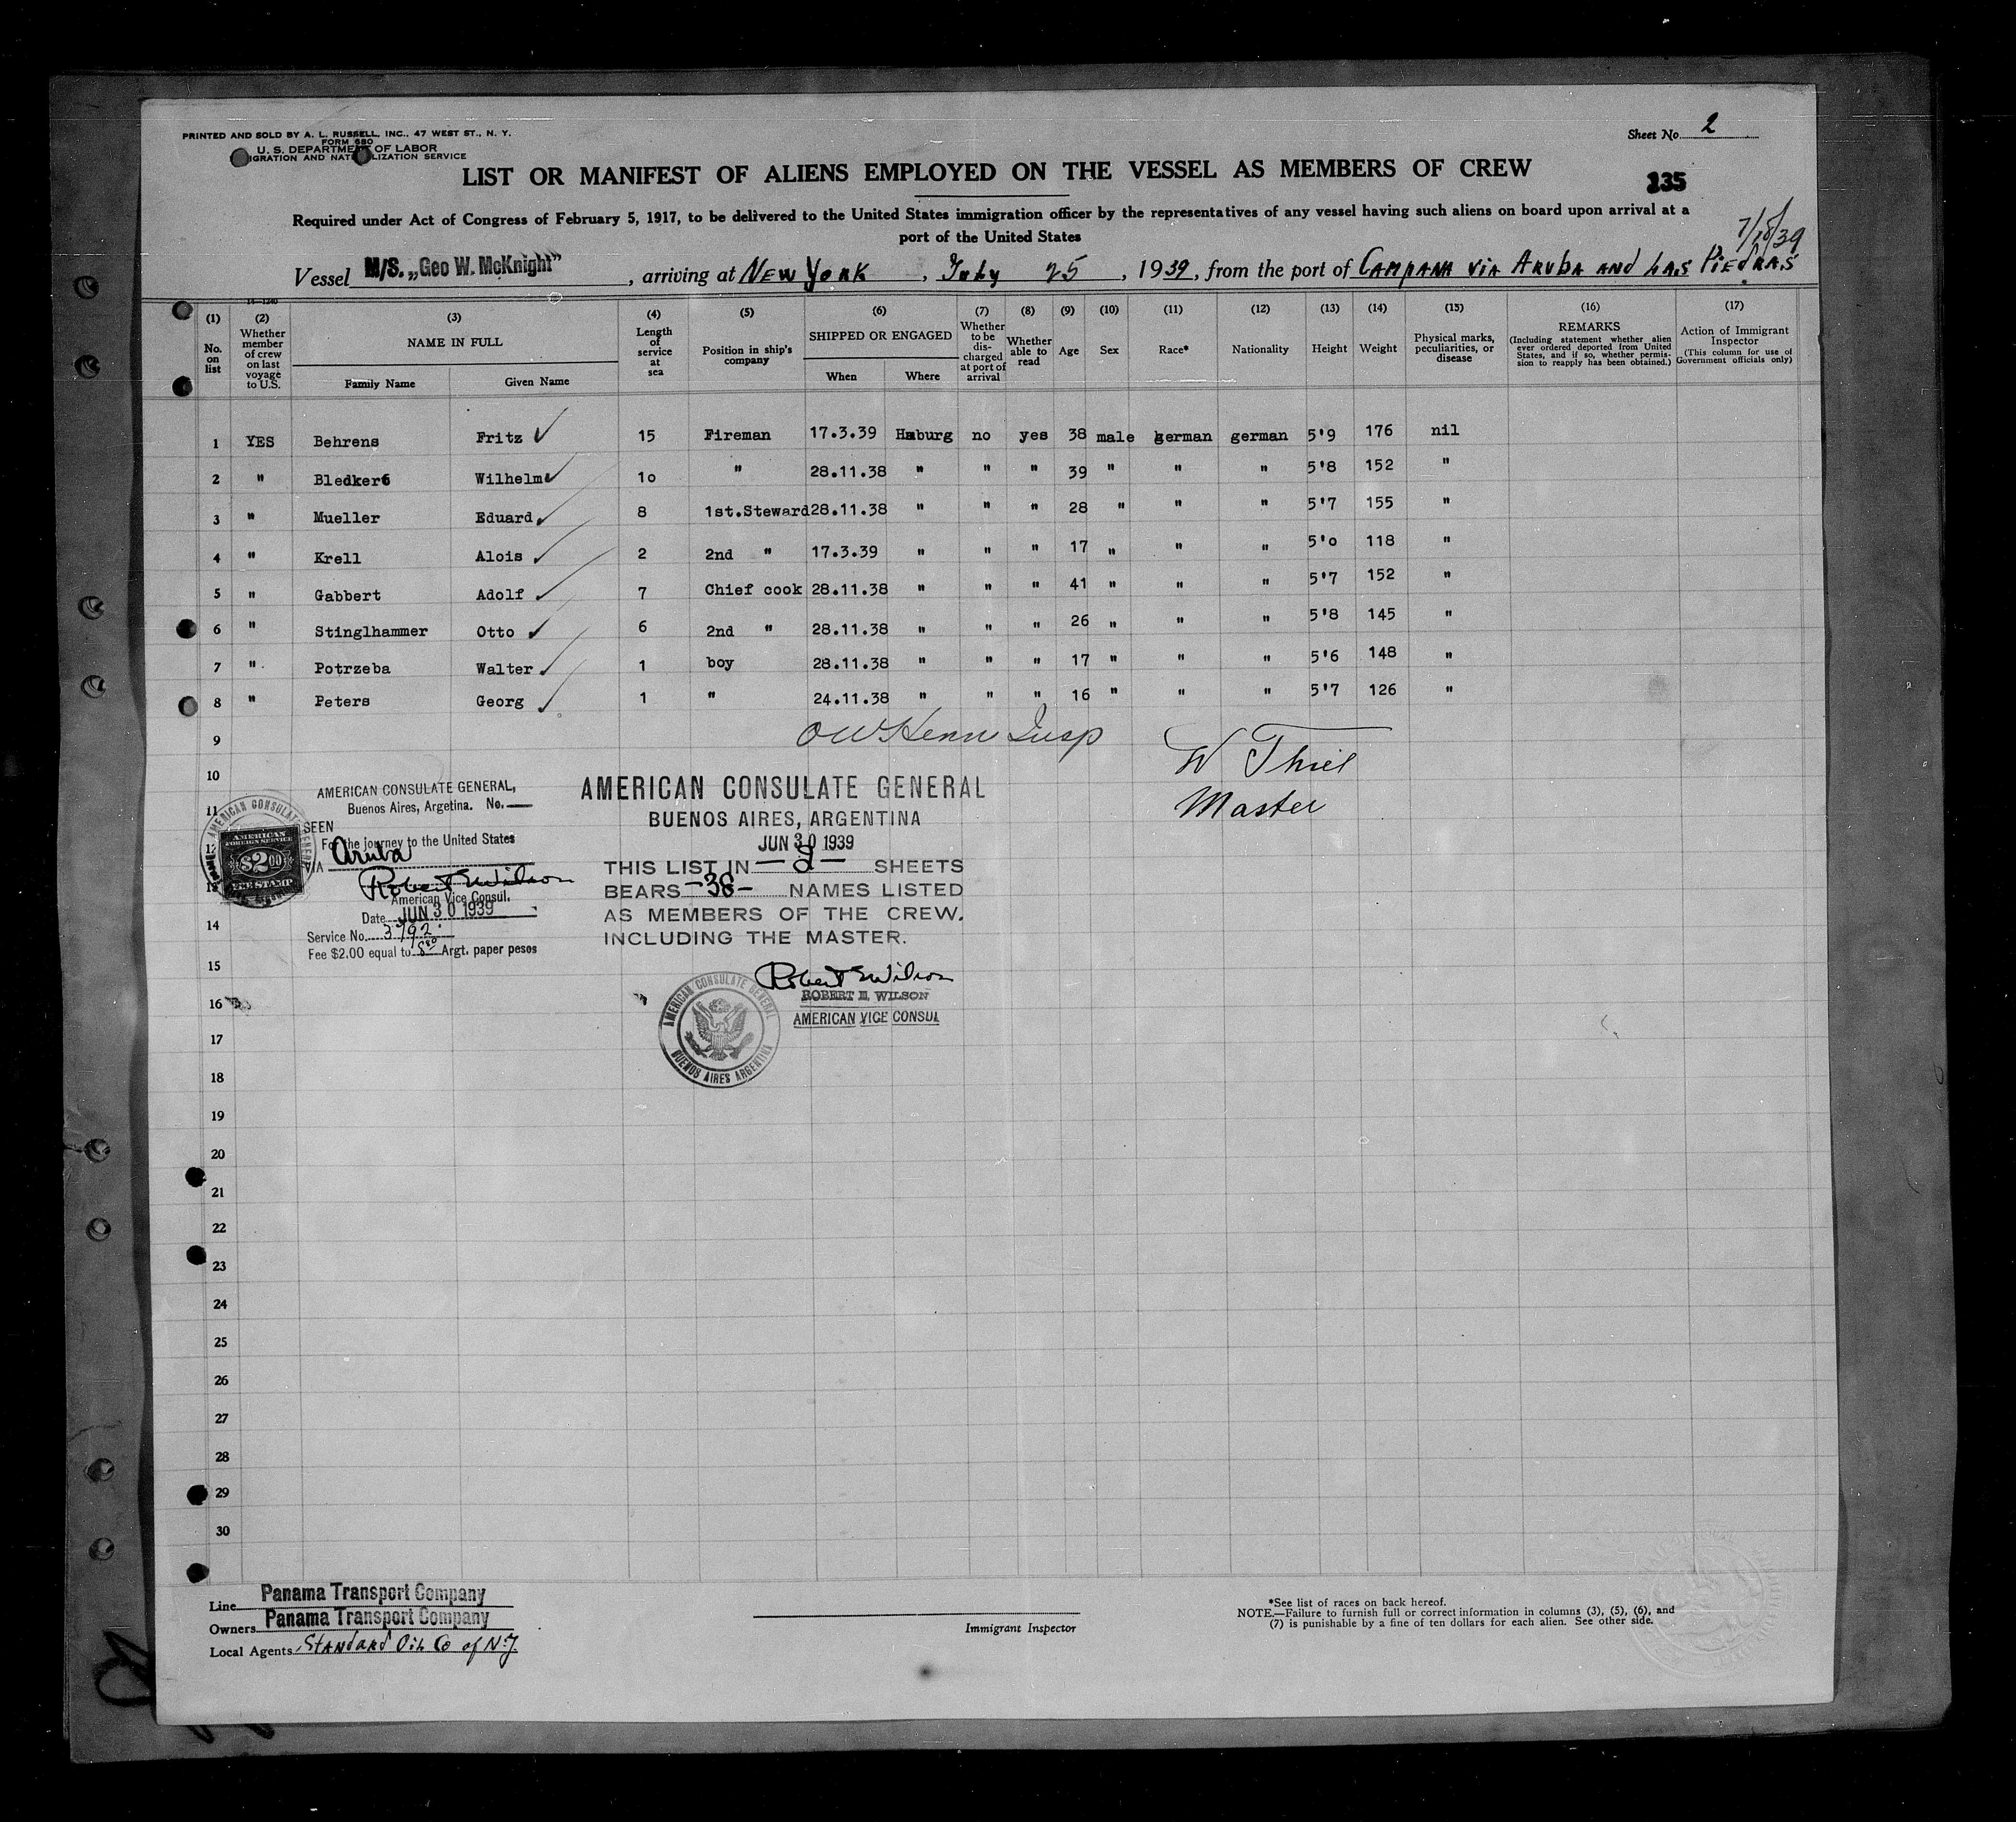 PRINTED AND SOLD BY A. L. RUSSELL, INC., 47 WEST ST., N. Y.
FORM 680
U. S. DEPARTMENT OF LABOR
IGRATION AND NAT LIZATION SERVICE
Sheet No. 2
LIST OR MANIFEST OF ALIENS EMPLOYED ON THE VESSEL AS MEMBERS OF CREW
235
Required under Act of Congress of February 5, 1917, to be delivered to the United States immigration officer by the representatives of any vessel having such aliens on board upon arrival at a
port of the United States
7/18/39
Vessel M/S. „Geo W. McKnight" , arriving at New York , July 25 , 1939, from the port of Campana via Aruba and Las Piedras
14—1240
(1) No. on list
(2) Whether member of crew on last voyage to U.S.
(3) NAME IN FULL
Family Name Given Name
(4) Length of service at sea
(5) Position in ship's company
(6) SHIPPED OR ENGAGED
When Where
(7) Whether to be dis-charged at port of arrival
(8) Whether able to read
(9) Age
(10) Sex
(11) Race*
(12) Nationality
(13) Height
(14) Weight
(15) Physical marks, peculiarities, or disease
(16) REMARKS (Including statement whether alien ever ordered deported from United States, and if so, whether permis-sion to reapply has been obtained.)
(17) Action of Immigrant Inspector (This column for use of Government officials only)
1 YES Behrens Fritz ✓ 15 Fireman 17.3.39 Hmburg no yes 38 male german german 5'9 176 nil
2 " Bledker6 Wilhelm ✓ 1o " 28.11.38 " " " 39 " " " 5'8 152 "
3 " Mueller Eduard ✓ 8 1st.Steward 28.11.38 " " " 28 " " " 5'7 155 "
4 " Krell Alois ✓ 2 2nd " 17.3.39 " " " 17 " " " 5'o 118 "
5 " Gabbert Adolf ✓ 7 Chief cook 28.11.38 " " " 41 " " " 5'7 152 "
6 " Stinglhammer Otto ✓ 6 2nd " 28.11.38 " " " 26 " " " 5'8 145 "
7 " Potrzeba Walter ✓ 1 boy 28.11.38 " " " 17 " " " 5'6 148 "
8 " Peters Georg ✓ 1 " 24.11.38 " " " 16 " " " 5'7 126 "
9
Insp
W Thiel
Master
10
11
12
13
14
15
16
17
18
19
20
21
22
23
24
25
26
27
28
29
30
AMERICAN CONSULATE GENERAL,
Buenos Aires, Argetina. No. —
SEEN
For the journey to the United States
VIA Aruba
Robert E Wilson
American Vice Consul.
Date JUN 30 1939
Service No. 3792
Fee $2.00 equal to Argt. paper pesos
AMERICAN CONSULATE GENERAL
AMERICAN
FOREIGN SERVICE
$2.00
FEE STAMP
AMERICAN CONSULATE GENERAL
BUENOS AIRES, ARGENTINA
JUN 30 1939
THIS LIST IN — 2 — SHEETS
BEARS -38- NAMES LISTED
AS MEMBERS OF THE CREW.
INCLUDING THE MASTER.
Robert E Wilson
ROBERT E. WILSON
AMERICAN VICE CONSUL
AMERICAN CONSULATE GENERAL
BUENOS AIRES ARGENTINA
Line Panama Transport Company
Owners Panama Transport Company
Local Agents Standard Oil Co of N.J.
Immigrant Inspector
*See list of races on back hereof.
NOTE.—Failure to furnish full or correct information in columns (3), (5), (6), and
(7) is punishable by a fine of ten dollars for each alien. See other side.